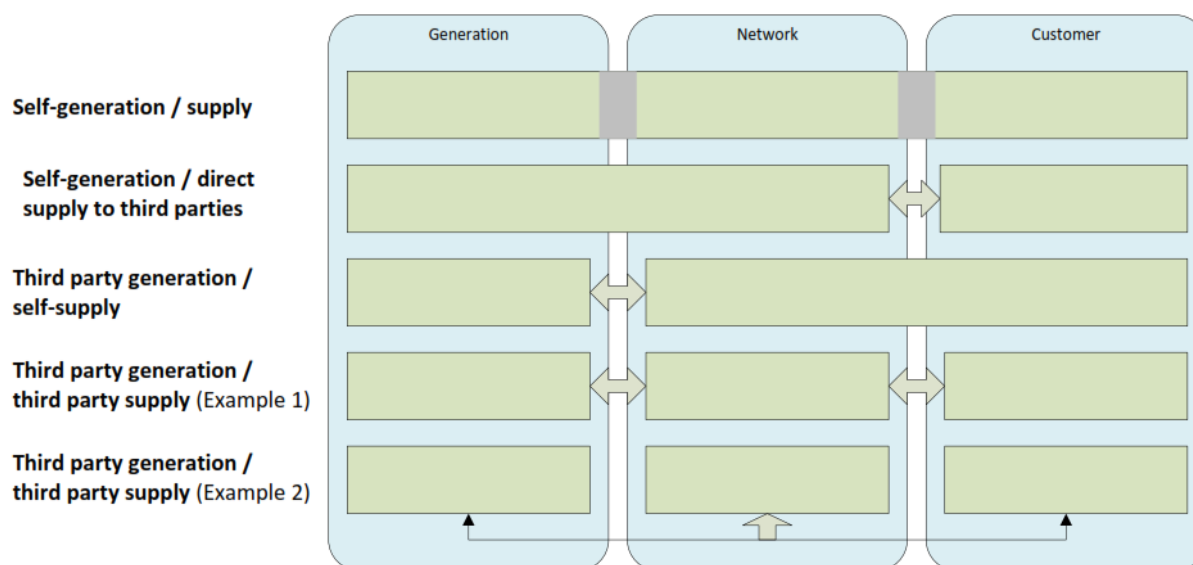 Generation
Network
Customer
Self-generation / supply
Self-generation / direct
supply to third parties
Third party generation /
self-supply
Third party generation /
third party supply (Example 1)
Third party generation /
third party supply (Example 2)